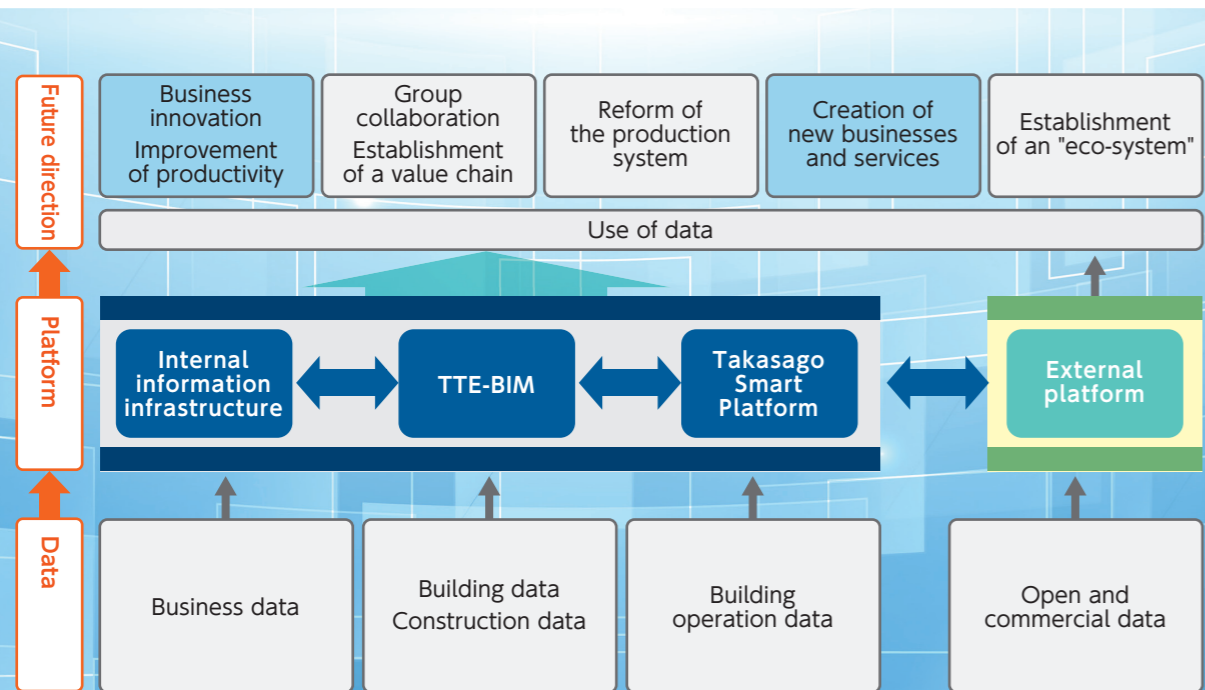 Future direction
Business
innovation
Improvement
of productivity
Group
collaboration
Establishment
of a value chain
Reform of
the production
system
Creation of
new businesses
and services
Establishment
of an "eco-system"
Use of data
Platform
Internal
information
infrastructure
TTE-BIM
Takasago
Smart
Platform
External
platform
Data
Business data
Building data
Construction data
Building
operation data
Open and
commercial data